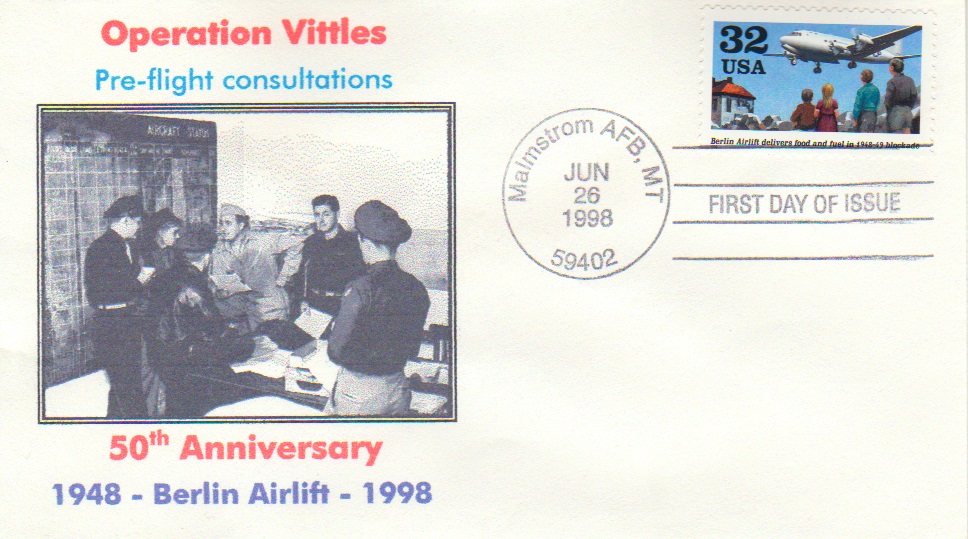 Operation Vittles
Pre-flight consultations
AIRCRAFT STATUS
50th Anniversary
1948 - Berlin Airlift - 1998
Malmstrom AFB, MT
JUN
26
1998
59402
32
USA
Berlin Airlift delivers food and fuel in 1948-49 blockade
FIRST DAY OF ISSUE